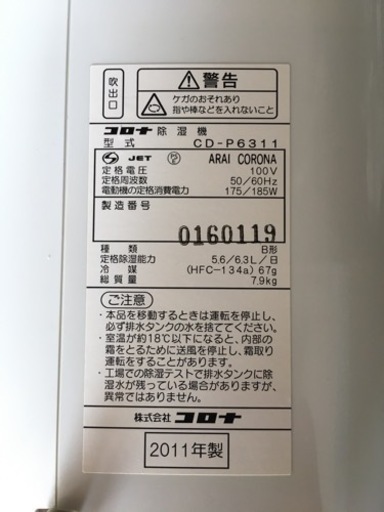 吹出口
警告
ケガのおそれあり
指や棒などを入れないこと
コロナ 除湿機
型式 CD-P6311
JET ARAI CORONA
定格電圧 100V
定格周波数 50/60Hz
電動機の定格消費電力 175/185W
製造番号
0160119
種類 B形
定格除湿能力 5.6/6.3L/日
冷媒 (HFC-134a) 67g
総質量 7.9kg
ご注意
・本品を移動するときは運転を停止し、
必ず排水タンクの水を捨ててください。
・室温が約18℃以下になると、内部の
霜をとるために送風を停止し、霜取り
運転をすることがあります。
・工場での除湿テストで排水タンクに除
湿水が残っている場合がありますが、
異常ではありません。
株式会社 コロナ
2011年製